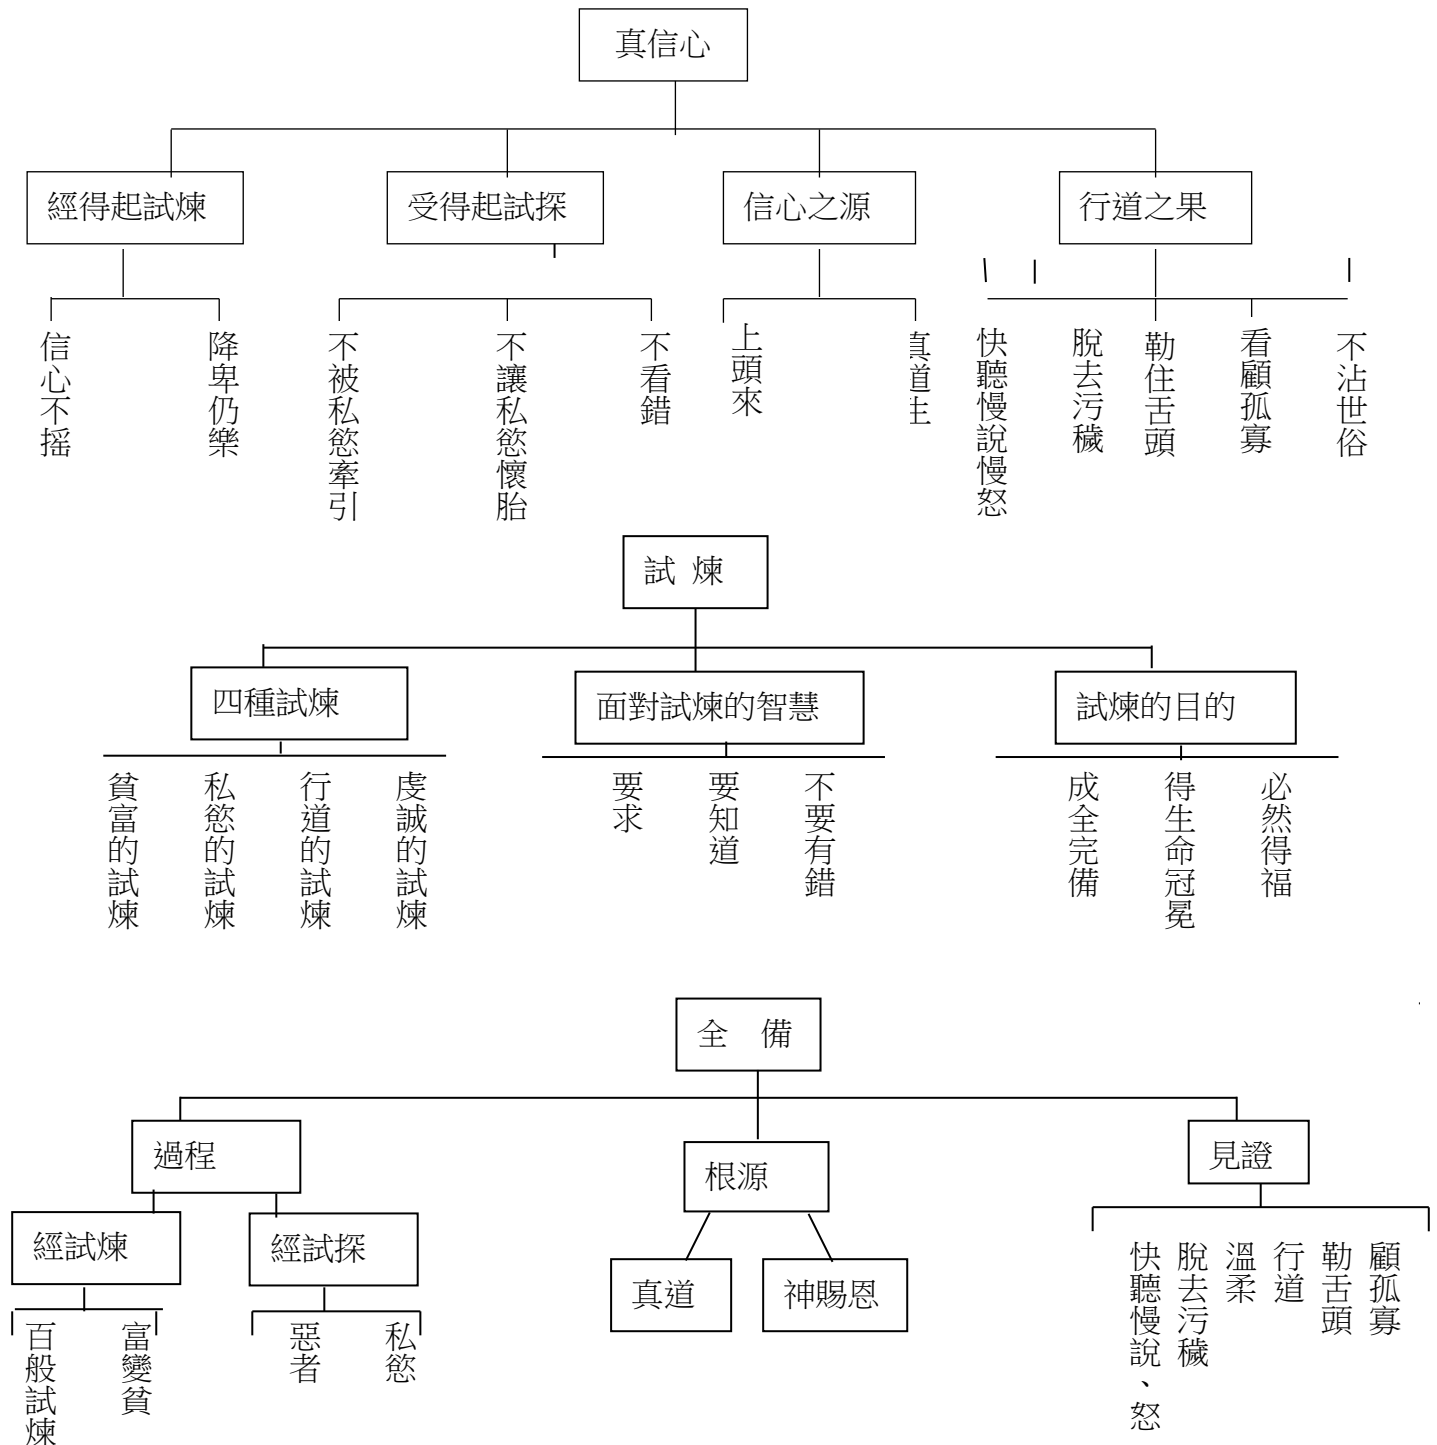 真信心
經得起試煉
受得起試探
信心之源
行道之果
信心不摇
降卑仍樂
不被私慾牽引
不讓私慾懷胎
不看錯
上頭來
真道生
快聽慢說慢怒
脫去污穢
勒住舌頭
看顧孤寡
不沾世俗
試 煉
四種試煉
面對試煉的智慧
試煉的目的
貧富的試煉
私慾的試煉
行道的試煉
虔誠的試煉
要求
要知道
不要有錯
成全完備
得生命冠冕
必然得福
全 備
過程
根源
見證
經試煉
經試探
真道
神賜恩
百般試煉
富變貧
惡者
私慾
快聽慢說、怒
脫去污穢
溫柔
行道
勒舌頭
顧孤寡